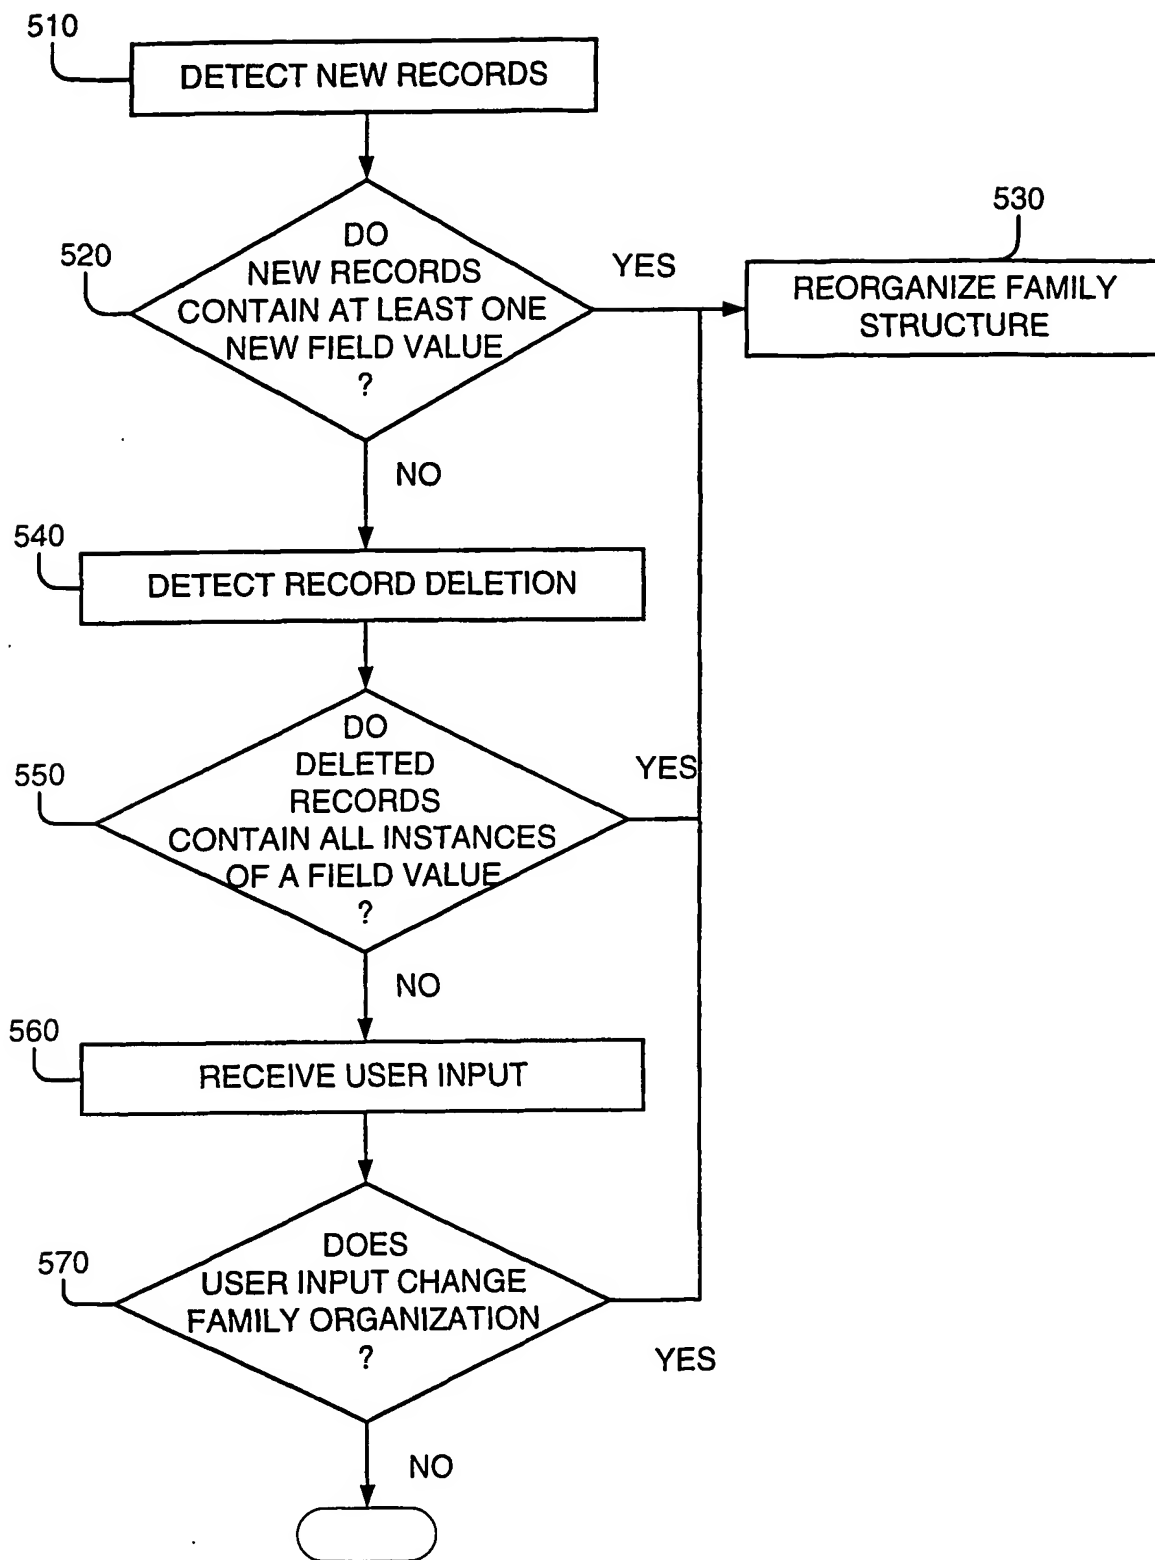 510
DETECT NEW RECORDS
520
DO
NEW RECORDS
CONTAIN AT LEAST ONE
NEW FIELD VALUE
?
YES
530
REORGANIZE FAMILY
STRUCTURE
NO
540
DETECT RECORD DELETION
550
DO
DELETED
RECORDS
CONTAIN ALL INSTANCES
OF A FIELD VALUE
?
YES
NO
560
RECEIVE USER INPUT
570
DOES
USER INPUT CHANGE
FAMILY ORGANIZATION
?
YES
NO